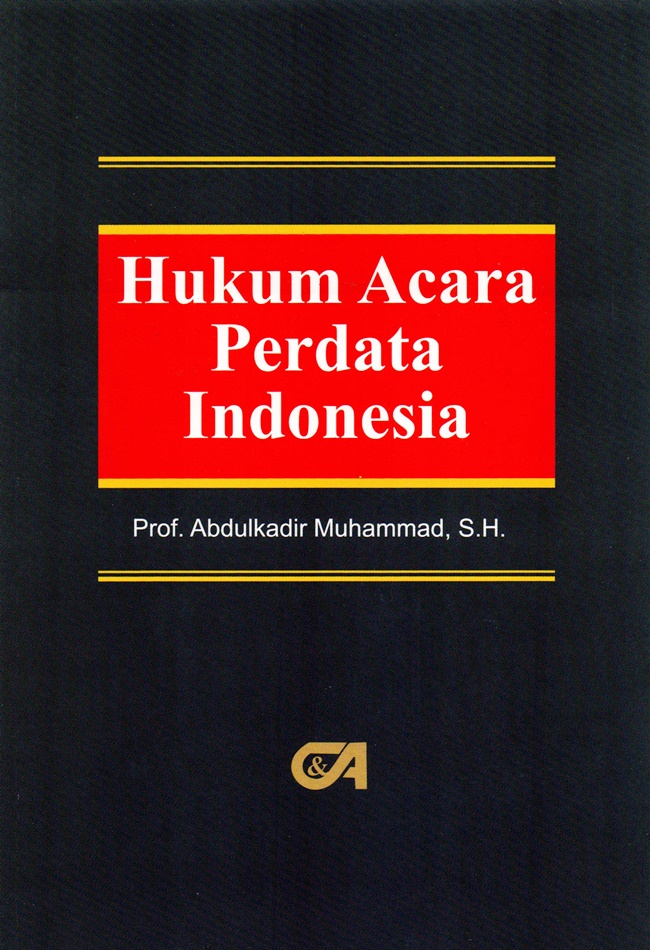 Hukum Acara
Perdata
Indonesia
Prof. Abdulkadir Muhammad, S.H.
C&A